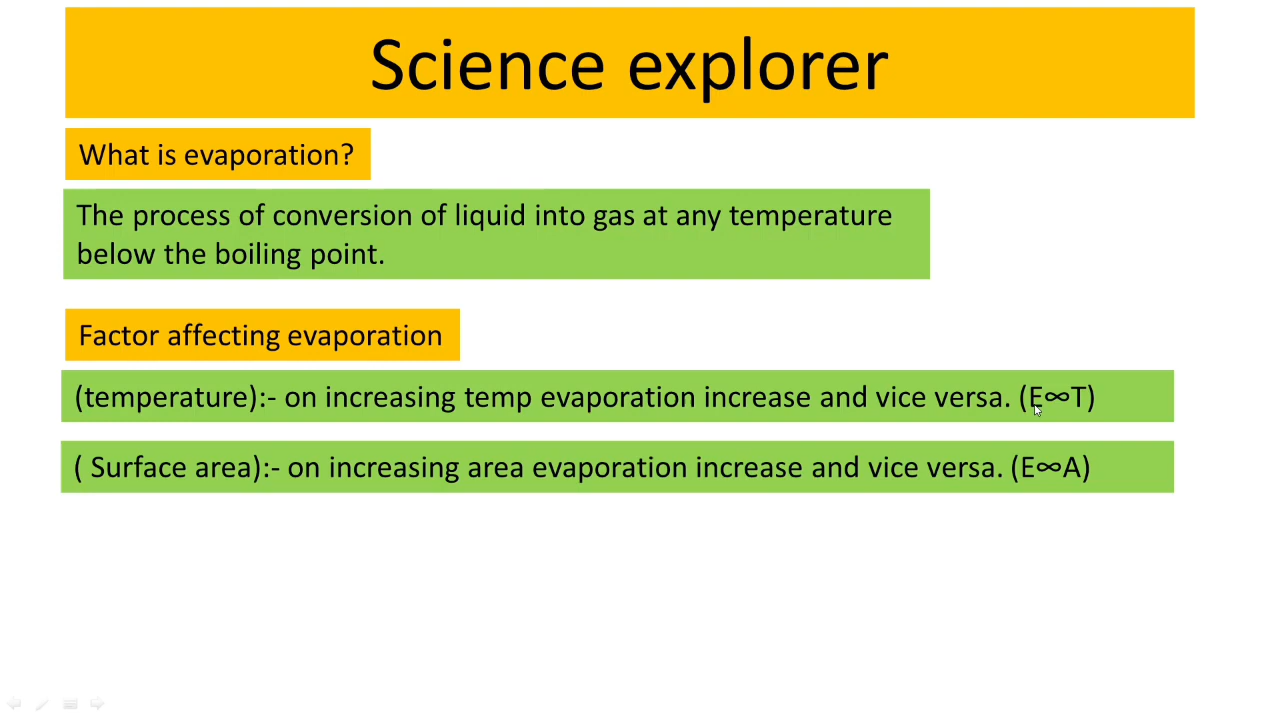 Science explorer
What is evaporation?
The process of conversion of liquid into gas at any temperature
below the boiling point.
Factor affecting evaporation
(temperature):- on increasing temp evaporation increase and vice versa. (E∞T)
( Surface area):- on increasing area evaporation increase and vice versa. (E∞A)